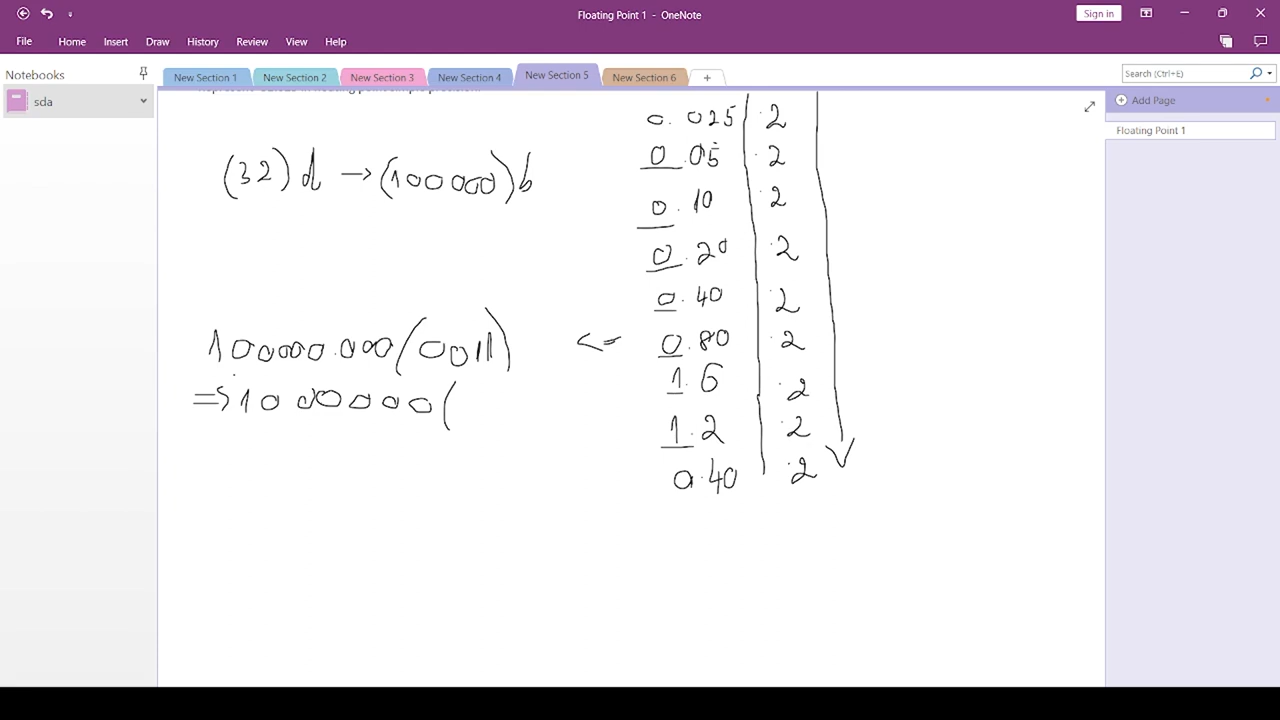 Floating Point 1 - OneNote
Sign in
File Home Insert Draw History Review View Help
Notebooks
New Section 1 New Section 2 New Section 3 New Section 4 New Section 5 New Section 6 +
Search (Ctrl+E)
sda
Add Page
Floating Point 1
(32)d → (100000)b
100000.000(0011) <=
=> 1.0000000(
0.025 .2
0.05 .2
0.10 .2
0.20 .2
0.40 .2
0.80 .2
1.6 .2
1.2 .2
0.40 .2